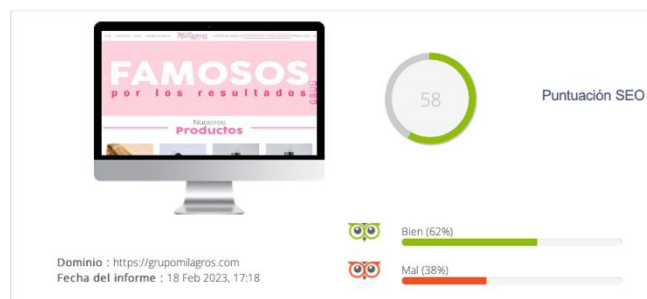 FAMOSOS
por los resultados
Nuestros
Productos
58
Puntuación SEO
Bien (62%)
Mal (38%)
Dominio : https://grupomilagros.com
Fecha del informe : 18 Feb 2023, 17:18